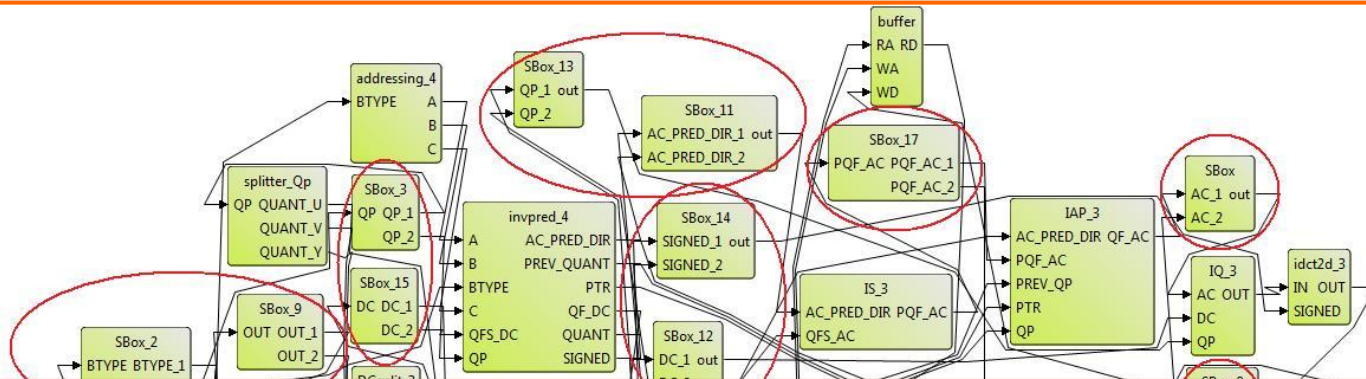 buffer
RA RD
WA
WD
SBox_13
QP_1 out
QP_2
addressing_4
BTYPE A
B
C
SBox_11
AC_PRED_DIR_1 out
AC_PRED_DIR_2
SBox_17
PQF_AC PQF_AC_1
PQF_AC_2
SBox
AC_1 out
AC_2
splitter_Qp
QP QUANT_U
QUANT_V
QUANT_Y
SBox_3
QP QP_1
QP_2
invpred_4
A AC_PRED_DIR
B PREV_QUANT
BTYPE PTR
C QF_DC
QFS_DC QUANT
QP SIGNED
SBox_14
SIGNED_1 out
SIGNED_2
IAP_3
AC_PRED_DIR QF_AC
PQF_AC
PREV_QP
PTR
QP
IQ_3
AC OUT
DC
QP
idct2d_3
IN OUT
SIGNED
SBox_15
DC DC_1
DC_2
IS_3
AC_PRED_DIR PQF_AC
QFS_AC
SBox_9
OUT OUT_1
OUT_2
SBox_12
DC_1 out
SBox_2
BTYPE BTYPE_1